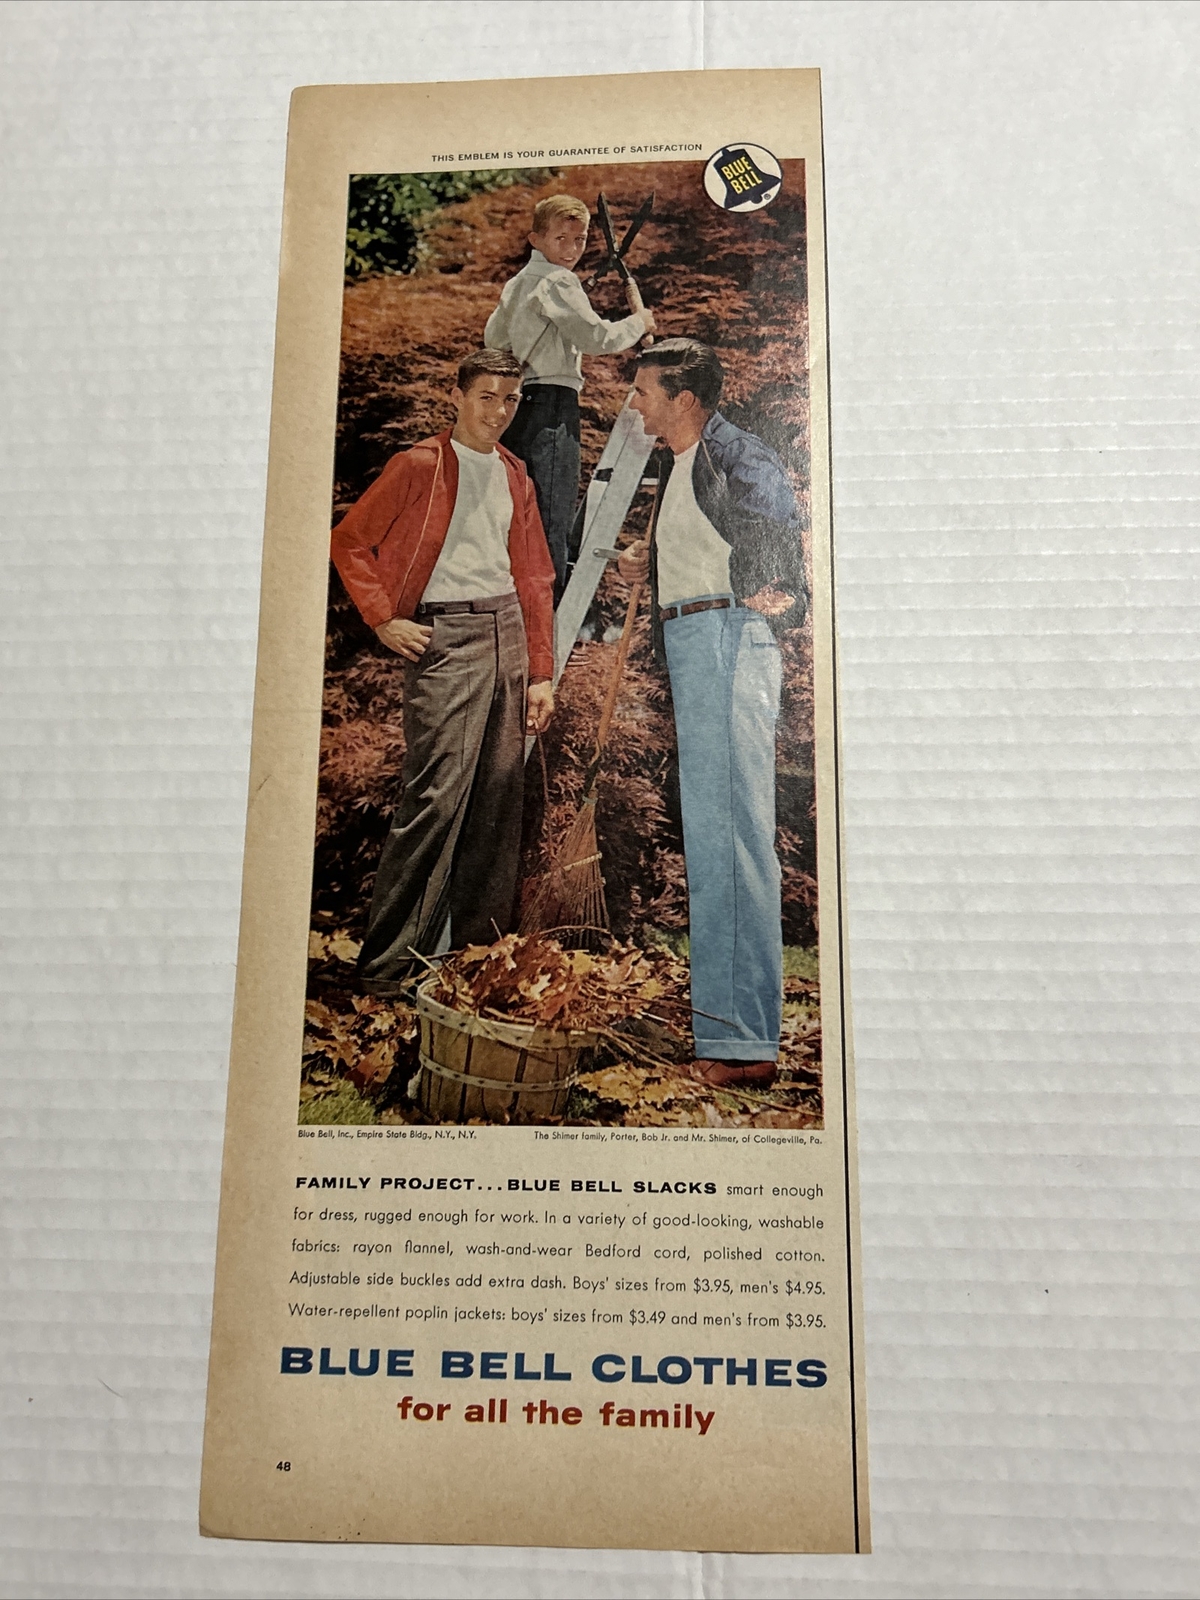 THIS EMBLEM IS YOUR GUARANTEE OF SATISFACTION
BLUE
BELL
®
Blue Bell, Inc., Empire State Bldg., N.Y., N.Y.
The Shimer family, Porter, Bob Jr. and Mr. Shimer, of Collegeville, Pa.
FAMILY PROJECT...BLUE BELL SLACKS smart enough
for dress, rugged enough for work. In a variety of good-looking, washable
fabrics: rayon flannel, wash-and-wear Bedford cord, polished cotton.
Adjustable side buckles add extra dash. Boys' sizes from $3.95, men's $4.95.
Water-repellent poplin jackets: boys' sizes from $3.49 and men's from $3.95.
BLUE BELL CLOTHES
for all the family
48